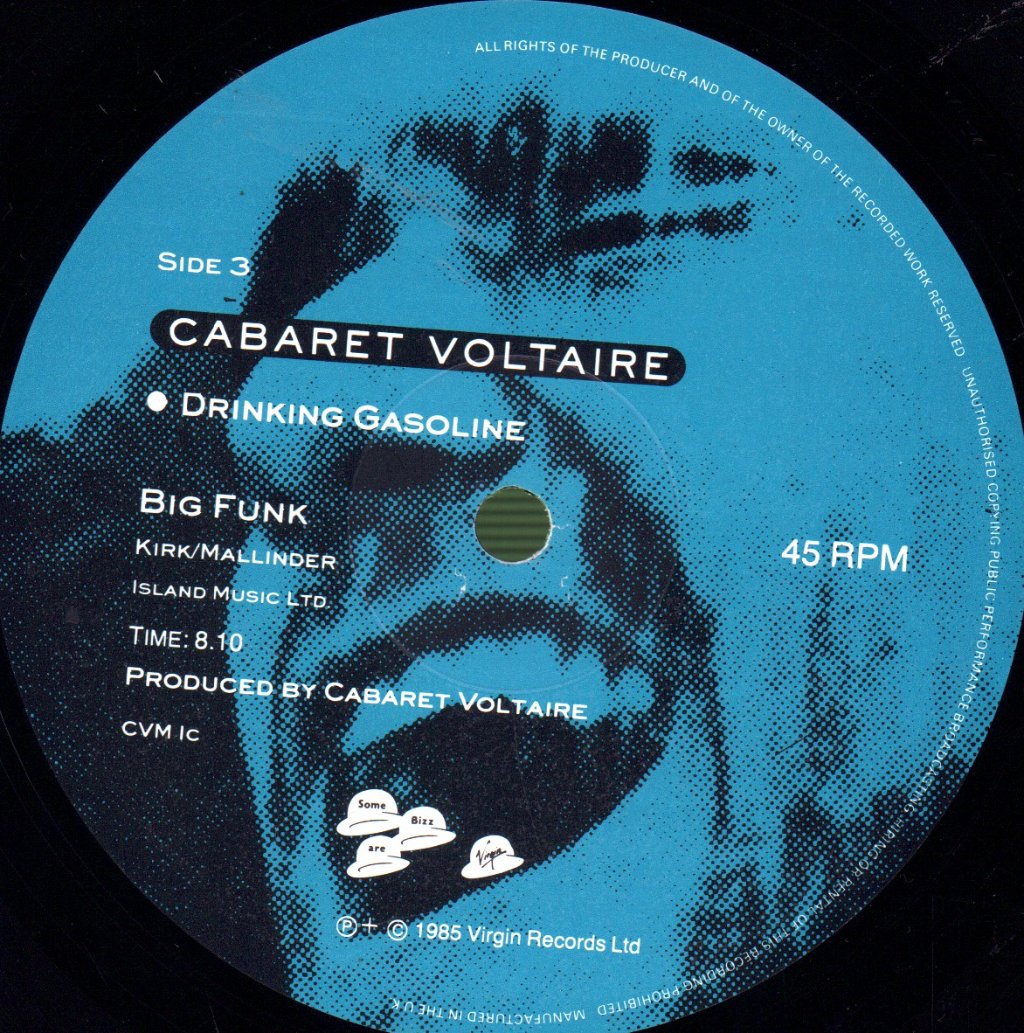 ALL RIGHTS OF THE PRODUCER AND OF THE OWNER OF THE RECORDED WORK RESERVED UNAUTHORISED COPYING PUBLIC PERFORMANCE BROADCASTING HIRING OR RENTAL OF THIS RECORDING PROHIBITED MANUFACTURED IN THE U K
SIDE 3
CABARET VOLTAIRE
● DRINKING GASOLINE
BIG FUNK
KIRK/MALLINDER
ISLAND MUSIC LTD
TIME: 8.10
PRODUCED BY CABARET VOLTAIRE
CVM 1C
45 RPM
Some
Bizz
are
Virgin
Ⓟ + © 1985 Virgin Records Ltd